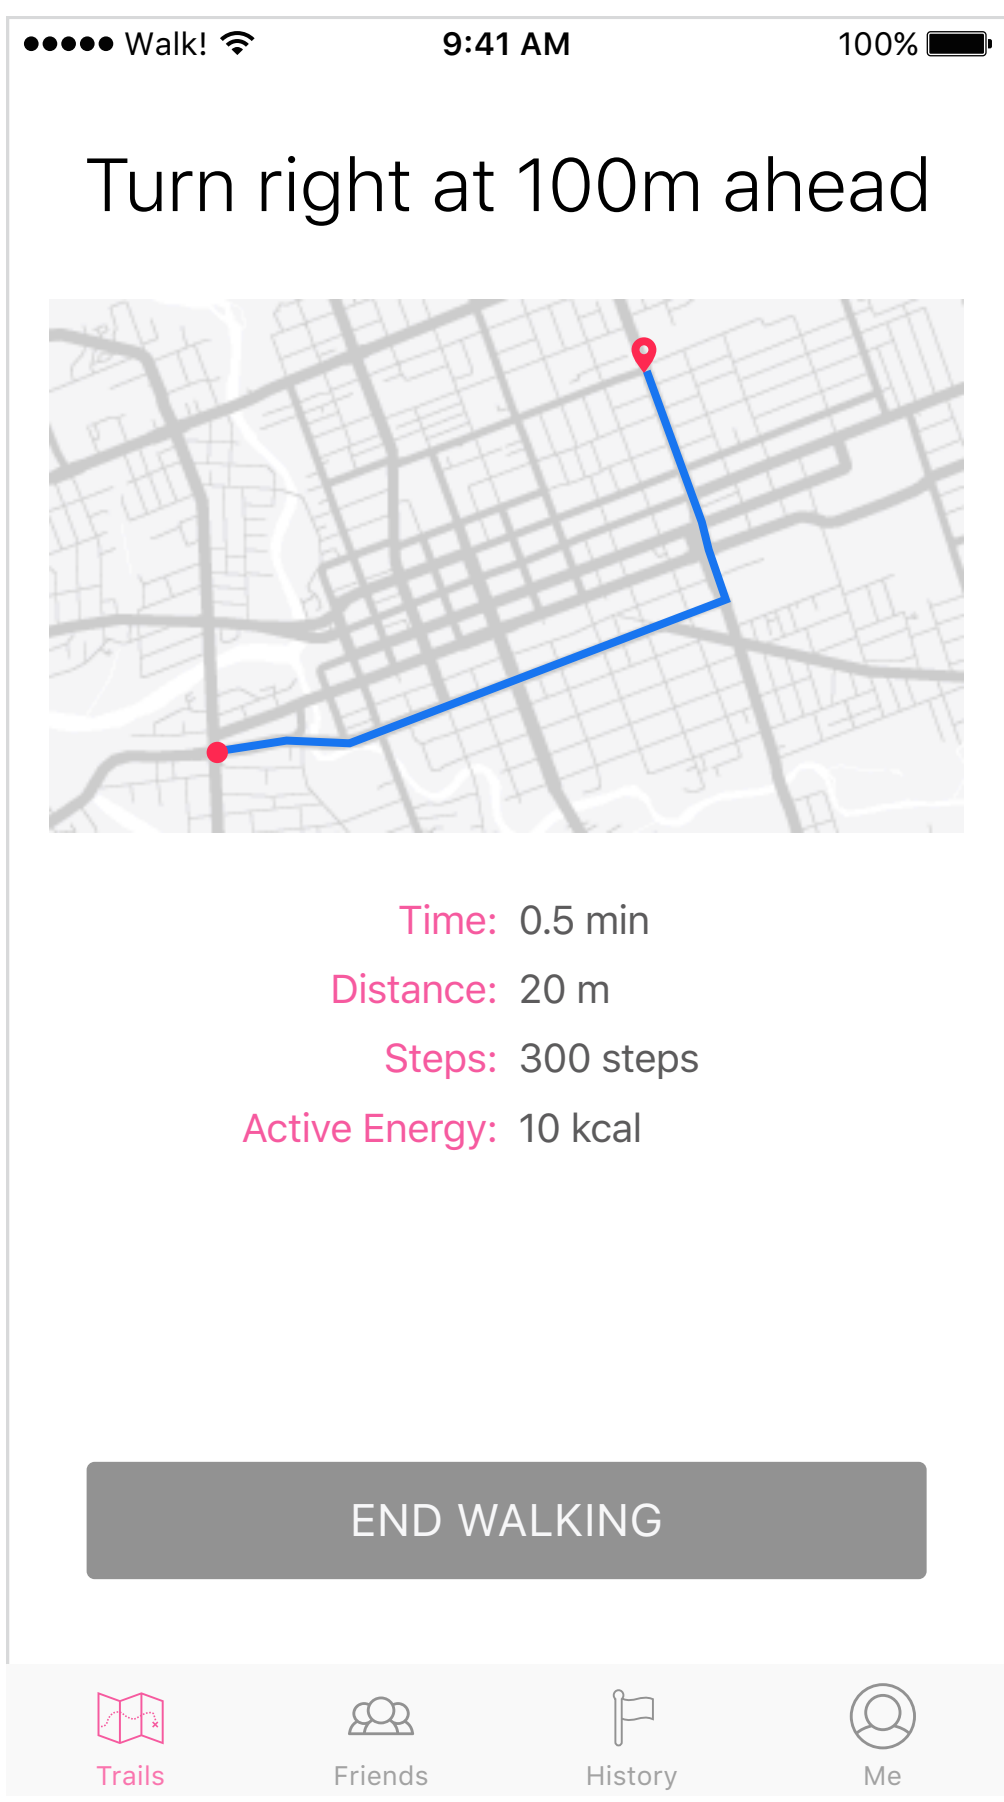 Walk! 9:41 AM 100%
Turn right at 100m ahead
Time: 0.5 min
Distance: 20 m
Steps: 300 steps
Active Energy: 10 kcal
END WALKING
Trails Friends History Me